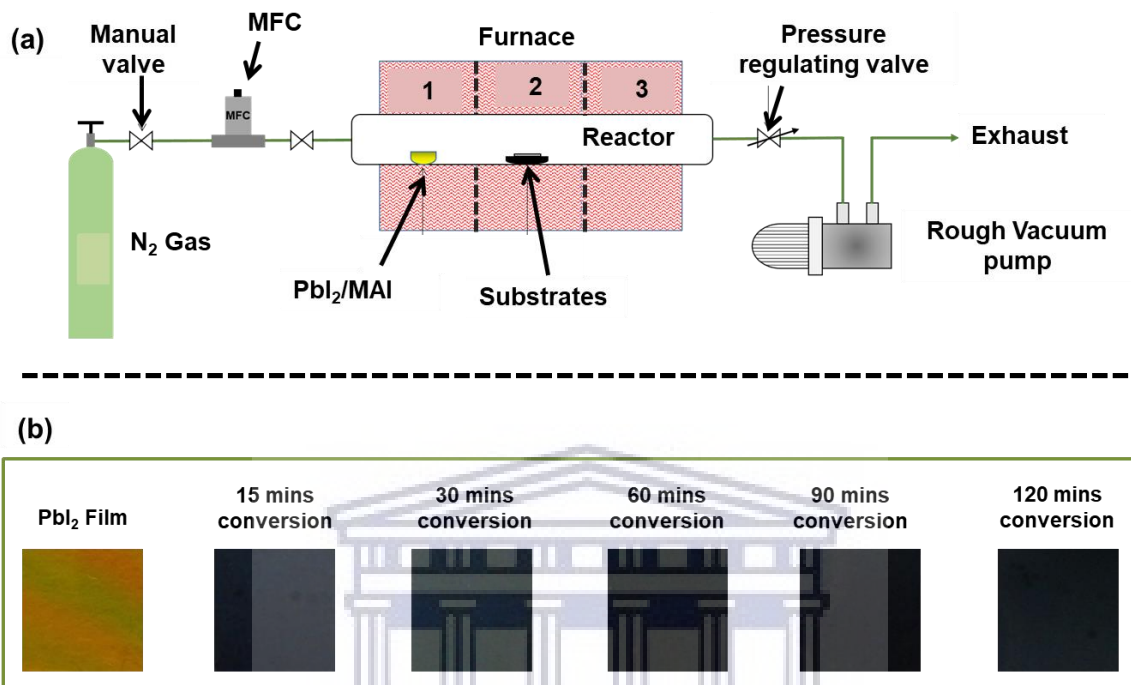 (a)
Manual
valve
MFC
MFC
Furnace
Pressure
regulating valve
1
2
3
Reactor
Exhaust
N₂ Gas
PbI₂/MAI
Substrates
Rough Vacuum
pump
(b)
PbI₂ Film
15 mins
conversion
30 mins
conversion
60 mins
conversion
90 mins
conversion
120 mins
conversion